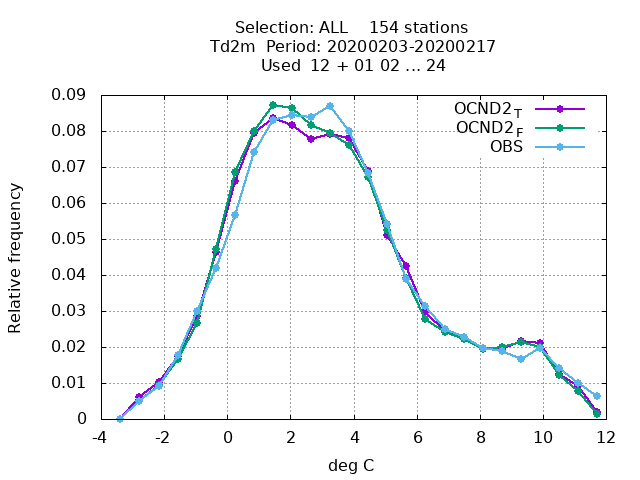 Selection: ALL    154 stations
Td2m  Period: 20200203-20200217
Used  12 + 01 02 ... 24
OCND2T
OCND2F
OBS
Relative frequency
0.09
0.08
0.07
0.06
0.05
0.04
0.03
0.02
0.01
0
-4 -2 0 2 4 6 8 10 12
deg C